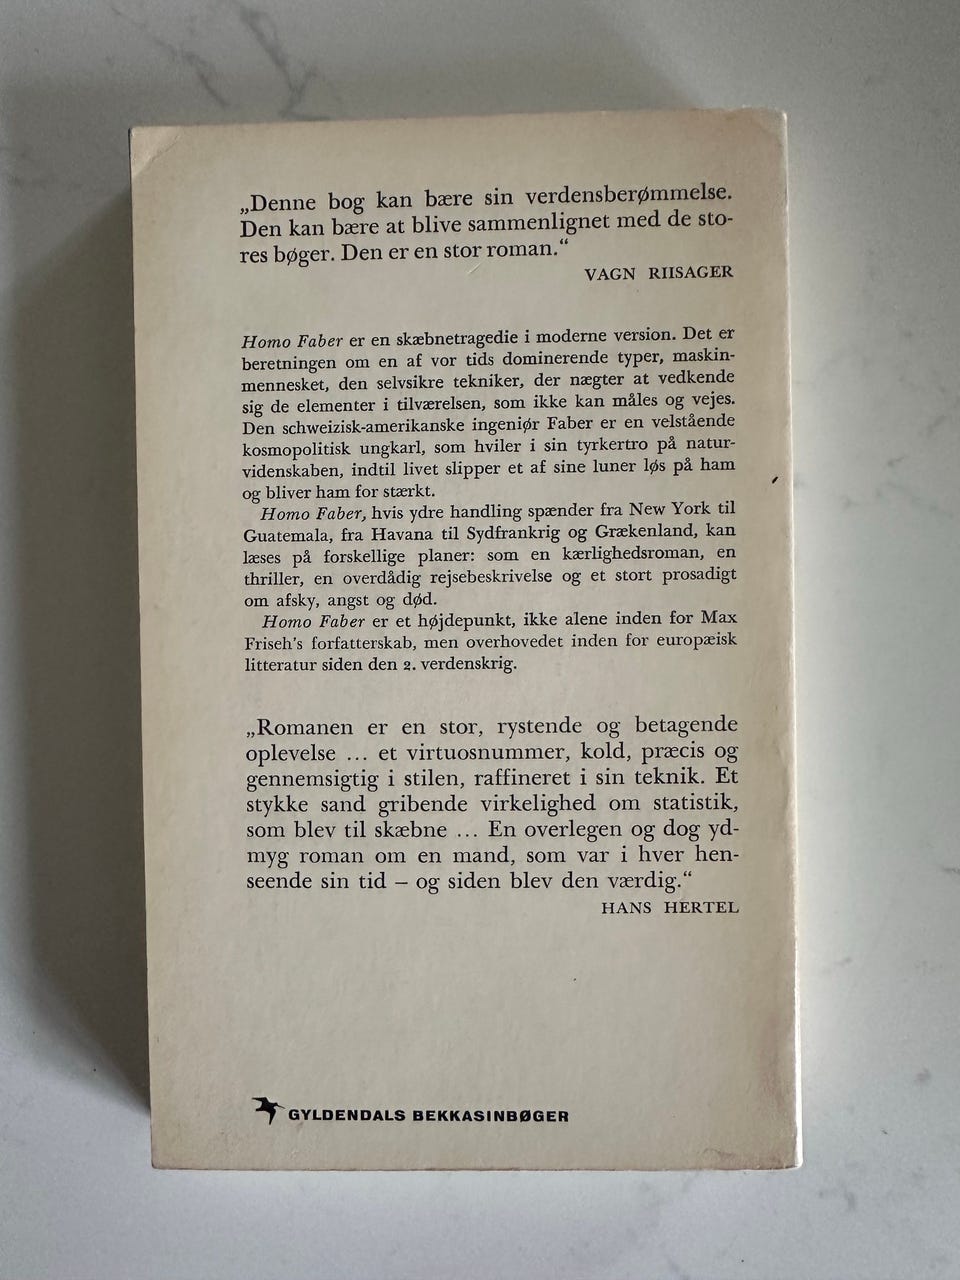 „Denne bog kan bære sin verdensberømmelse.
Den kan bære at blive sammenlignet med de sto-
res bøger. Den er en stor roman.“
VAGN RIISAGER
Homo Faber er en skæbnetragedie i moderne version. Det er
beretningen om en af vor tids dominerende typer, maskin-
mennesket, den selvsikre tekniker, der nægter at vedkende
sig de elementer i tilværelsen, som ikke kan måles og vejes.
Den schweizisk-amerikanske ingeniør Faber er en velstående
kosmopolitisk ungkarl, som hviler i sin tyrkertro på natur-
videnskaben, indtil livet slipper et af sine luner løs på ham
og bliver ham for stærkt.
Homo Faber, hvis ydre handling spænder fra New York til
Guatemala, fra Havana til Sydfrankrig og Grækenland, kan
læses på forskellige planer: som en kærlighedsroman, en
thriller, en overdådig rejsebeskrivelse og et stort prosadigt
om afsky, angst og død.
Homo Faber er et højdepunkt, ikke alene inden for Max
Friseh's forfatterskab, men overhovedet inden for europæisk
litteratur siden den 2. verdenskrig.
„Romanen er en stor, rystende og betagende
oplevelse ... et virtuosnummer, kold, præcis og
gennemsigtig i stilen, raffineret i sin teknik. Et
stykke sand gribende virkelighed om statistik,
som blev til skæbne ... En overlegen og dog yd-
myg roman om en mand, som var i hver hen-
seende sin tid – og siden blev den værdig.“
HANS HERTEL
GYLDENDALS BEKKASINBØGER